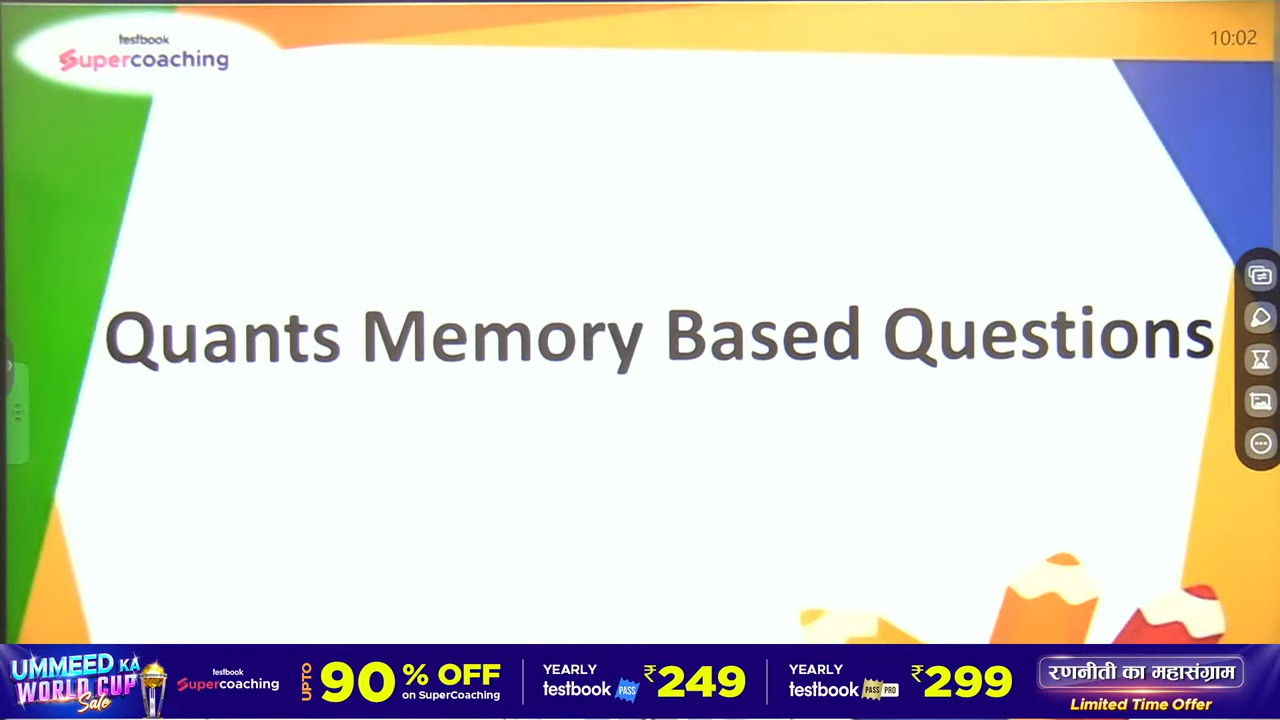 testbook
Supercoaching
10:02
Quants Memory Based Questions
UMMEED KA
WORLD CUP
Sale
testbook
Supercoaching
UPTO
90% OFF
on SuperCoaching
YEARLY
testbook PASS
₹249
YEARLY
testbook PASS PRO
₹299
रणनीती का महासंग्राम
Limited Time Offer